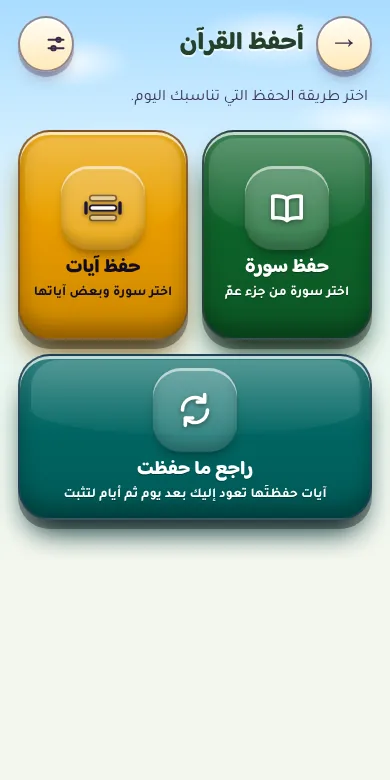 أحفظ القرآن
اختر طريقة الحفظ التي تناسبك اليوم.
حفظ سورة
اختر سورة من جزء عمّ
حفظ آيات
اختر سورة وبعض آياتها
راجع ما حفظت
آيات حفظتَها تعود إليك بعد يوم ثم أيام لتثبت